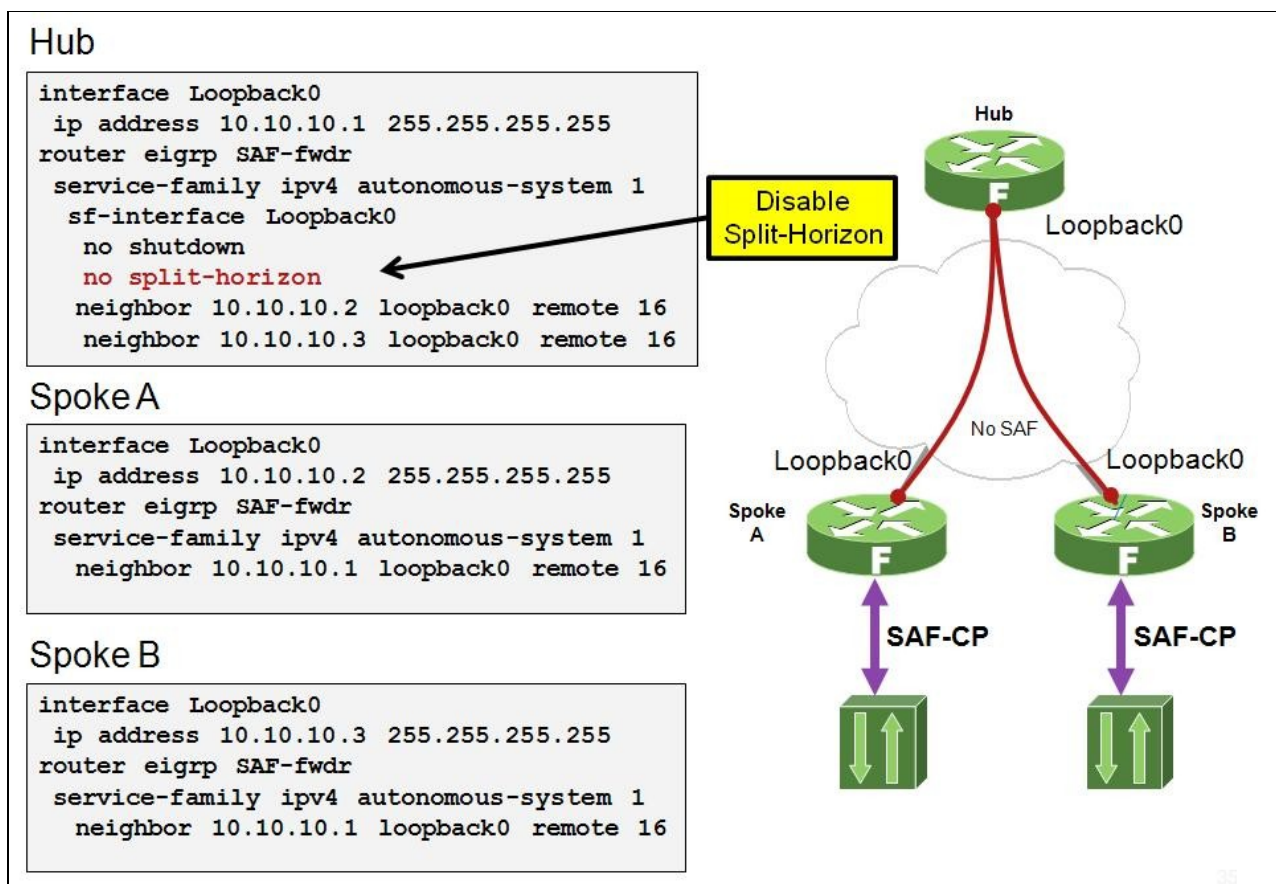 Hub
interface Loopback0
ip address 10.10.10.1 255.255.255.255
router eigrp SAF-fwdr
service-family ipv4 autonomous-system 1
sf-interface Loopback0
no shutdown
no split-horizon
neighbor 10.10.10.2 loopback0 remote 16
neighbor 10.10.10.3 loopback0 remote 16
Spoke A
interface Loopback0
ip address 10.10.10.2 255.255.255.255
router eigrp SAF-fwdr
service-family ipv4 autonomous-system 1
neighbor 10.10.10.1 loopback0 remote 16
Spoke B
interface Loopback0
ip address 10.10.10.3 255.255.255.255
router eigrp SAF-fwdr
service-family ipv4 autonomous-system 1
neighbor 10.10.10.1 loopback0 remote 16
Disable
Split-Horizon
Hub
F
Loopback0
No SAF
Loopback0
Loopback0
Spoke
A
F
Spoke
B
F
SAF-CP
SAF-CP
35